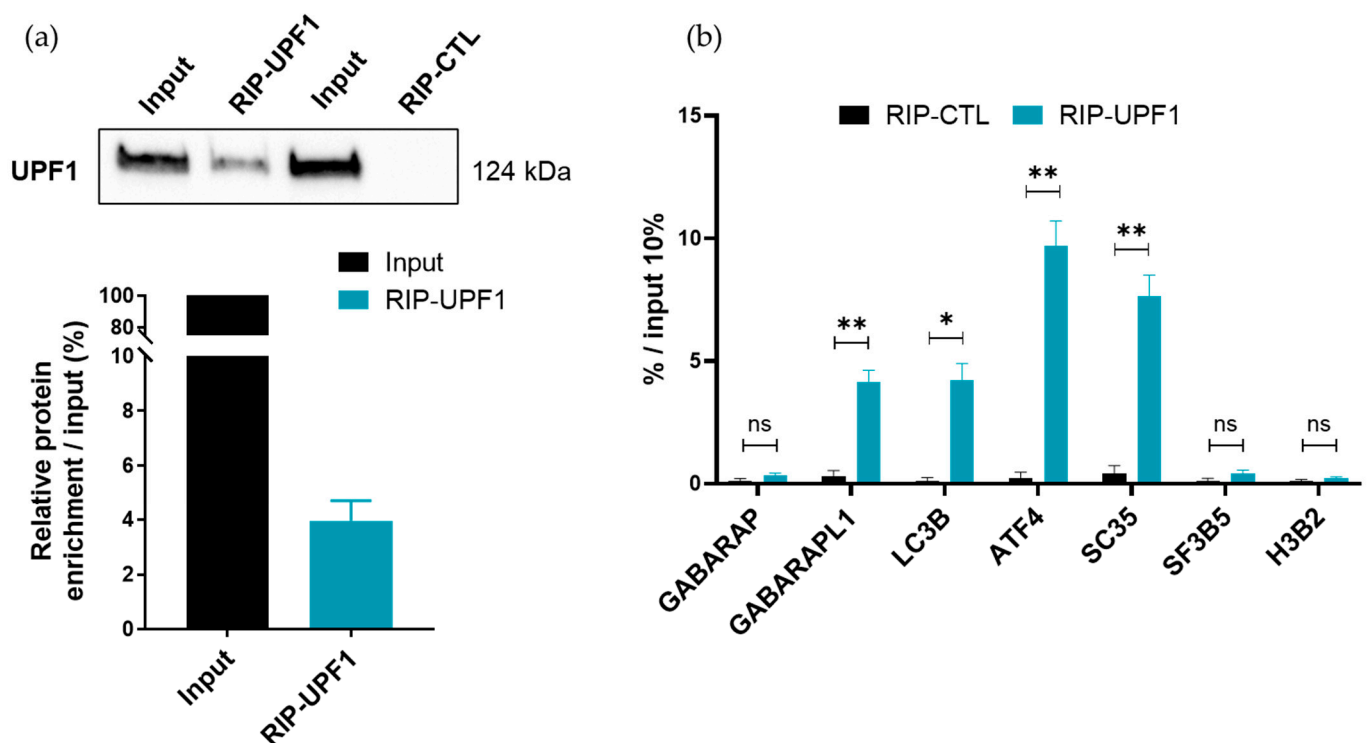 (a)
Input
RIP-UPF1
Input
RIP-CTL
UPF1
124 kDa
Input
RIP-UPF1
Relative protein
enrichment / input (%)
100
80
10
8
6
4
2
0
Input
RIP-UPF1
(b)
RIP-CTL
RIP-UPF1
% / input 10%
15
10
5
0
ns
**
*
**
**
ns
ns
GABARAP
GABARAPL1
LC3B
ATF4
SC35
SF3B5
H3B2